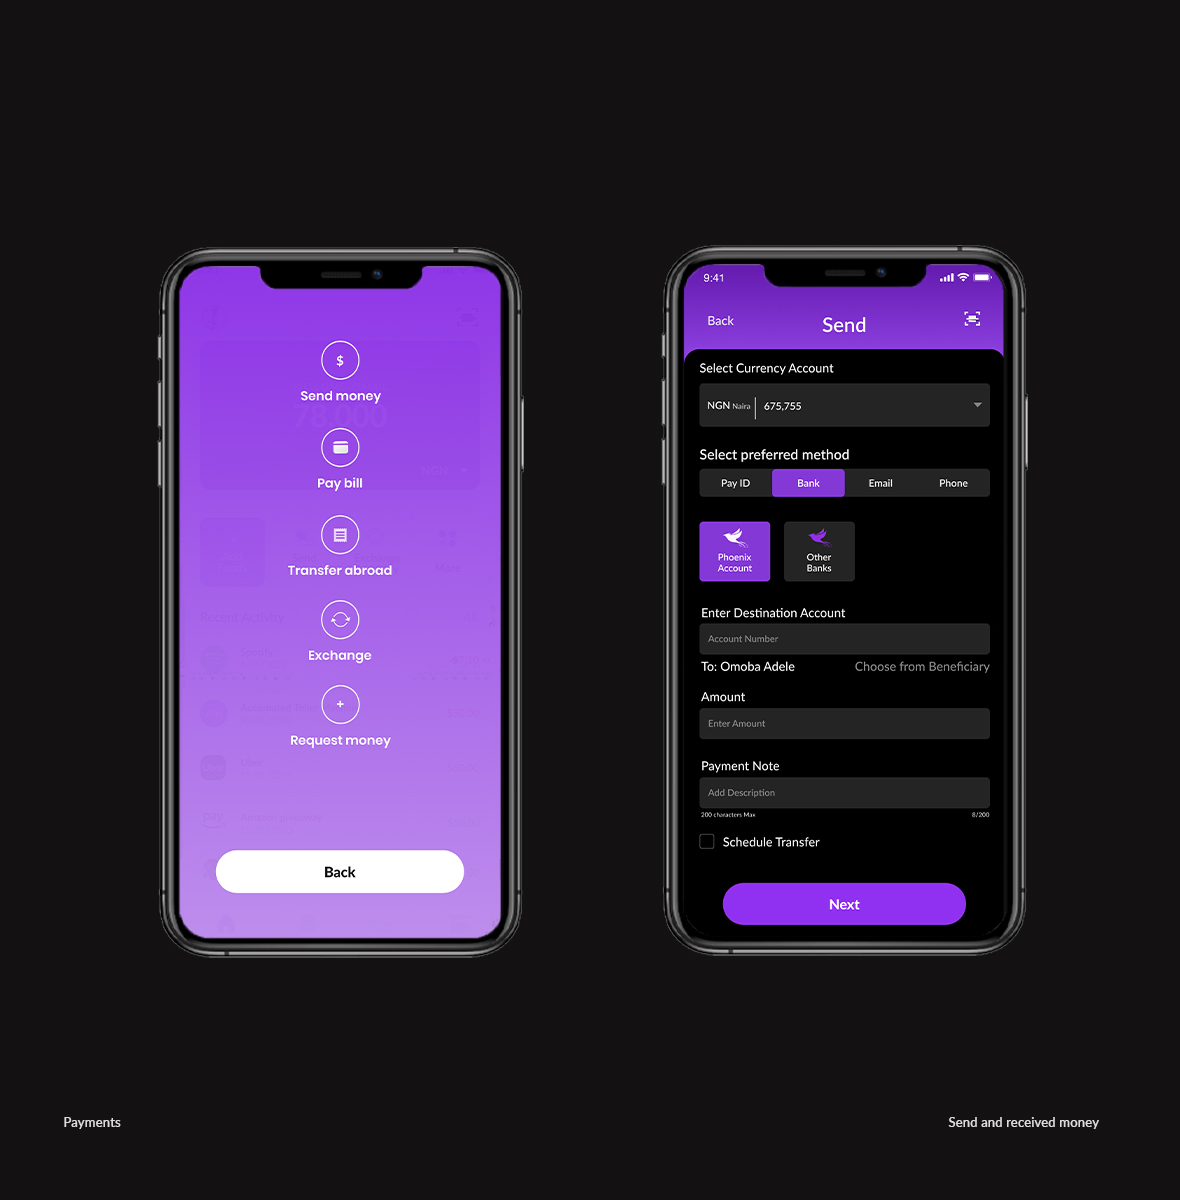 $
Send money
78,000
Pay bill
NGN
Transfer abroad
Exchange
Request money
Back
9:41
Back
Send
Select Currency Account
NGN Naira 675,755
Select preferred method
Pay ID Bank Email Phone
Phoenix
Account
Other
Banks
Enter Destination Account
Account Number
To: Omoba Adele Choose from Beneficiary
Amount
Enter Amount
Payment Note
Add Description
200 characters Max 8/200
Schedule Transfer
Next
Payments
Send and received money